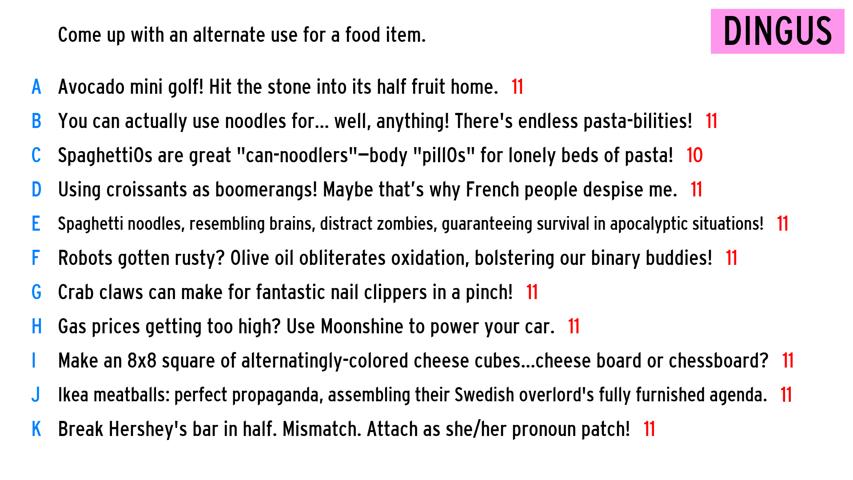 Come up with an alternate use for a food item.
DINGUS
A Avocado mini golf! Hit the stone into its half fruit home. 11
B You can actually use noodles for... well, anything! There's endless pasta-bilities! 11
C SpaghettiOs are great "can-noodlers"—body "pillOs" for lonely beds of pasta! 10
D Using croissants as boomerangs! Maybe that’s why French people despise me. 11
E Spaghetti noodles, resembling brains, distract zombies, guaranteeing survival in apocalyptic situations! 11
F Robots gotten rusty? Olive oil obliterates oxidation, bolstering our binary buddies! 11
G Crab claws can make for fantastic nail clippers in a pinch! 11
H Gas prices getting too high? Use Moonshine to power your car. 11
I Make an 8x8 square of alternatingly-colored cheese cubes...cheese board or chessboard? 11
J Ikea meatballs: perfect propaganda, assembling their Swedish overlord's fully furnished agenda. 11
K Break Hershey's bar in half. Mismatch. Attach as she/her pronoun patch! 11